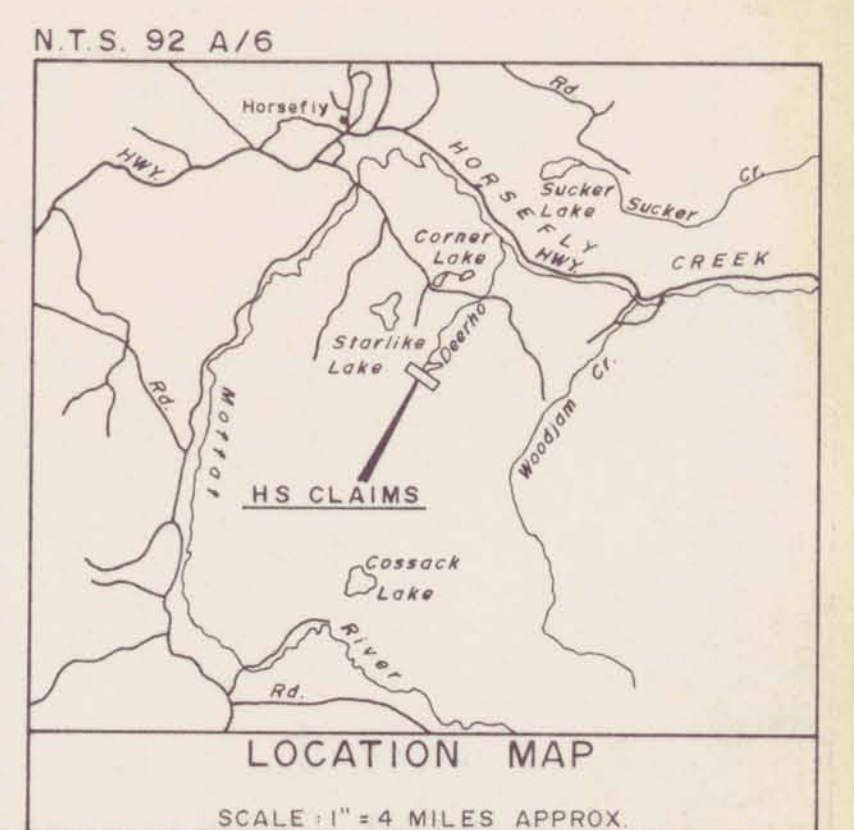 N.T.S. 92 A/6
Horsefly
Rd.
HWY.
HORSEFLY
Sucker
Lake
Sucker
Cr.
Corner
Lake
HWY.
CREEK
Starlike
Lake
Deerho
Rd.
Moffat
Woodjam
Cr.
HS CLAIMS
Cossack
Lake
River
Rd.
LOCATION MAP
SCALE : 1" = 4 MILES APPROX.